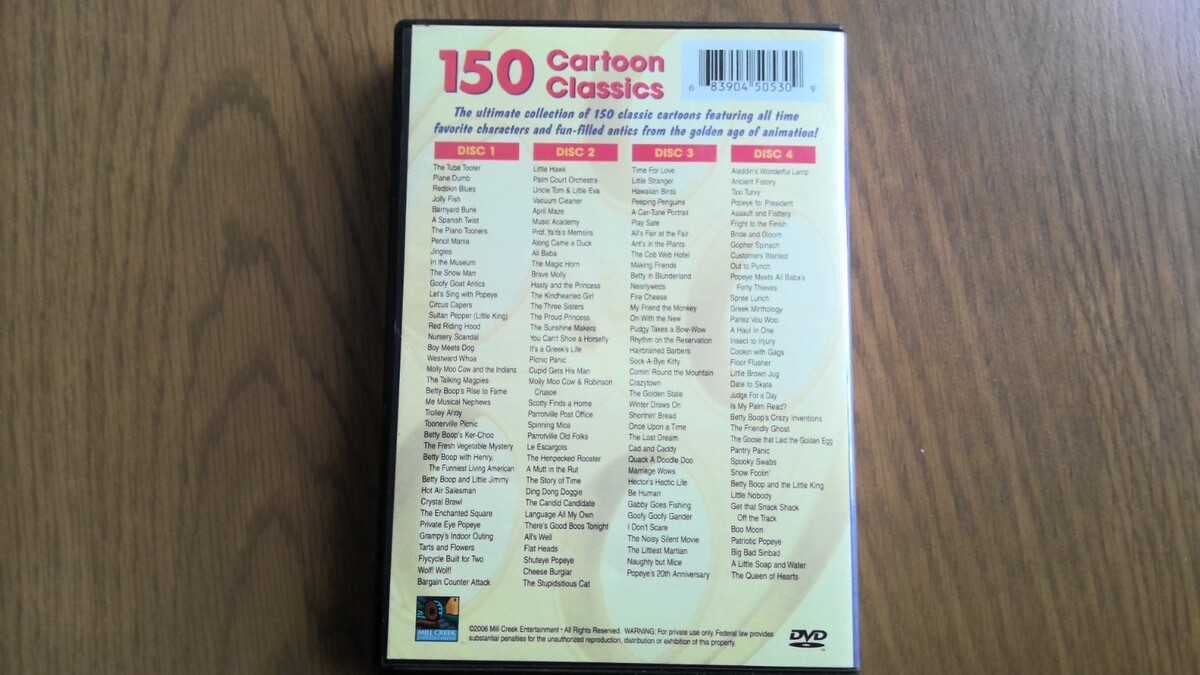 150 Cartoon
Classics
6 83904 50530 9
The ultimate collection of 150 classic cartoons featuring all time
favorite characters and fun-filled antics from the golden age of animation!
DISC 1
The Tuba Tooter
Plane Dumb
Redskin Blues
Jolly Fish
Barnyard Bunk
A Spanish Twist
The Piano Tooners
Pencil Mania
Jingles
In the Museum
The Snow Man
Goofy Goat Antics
Let's Sing with Popeye
Circus Capers
Sultan Pepper (Little King)
Red Riding Hood
Nursery Scandal
Boy Meets Dog
Westward Whoa
Molly Moo Cow and the Indians
The Talking Magpies
Betty Boop's Rise to Fame
Me Musical Nephews
Trolley Ahoy
Toonerville Picnic
Betty Boop's Ker-Choo
The Fresh Vegetable Mystery
Betty Boop with Henry,
The Funniest Living American
Betty Boop and Little Jimmy
Hot Air Salesman
Crystal Brawl
The Enchanted Square
Private Eye Popeye
Grampy's Indoor Outing
Tarts and Flowers
Flycycle Built for Two
Wolf! Wolf!
Bargain Counter Attack
DISC 2
Little Hawk
Palm Court Orchestra
Uncle Tom & Little Eva
Vacuum Cleaner
April Maze
Music Academy
Prof. Ya Ya's Memoirs
Along Came a Duck
Ali Baba
The Magic Horn
Brave Molly
Hasty and the Princess
The Kindhearted Girl
The Three Sisters
The Proud Princess
The Sunshine Makers
You Can't Shoe a Horsefly
It's a Greek's Life
Picnic Panic
Cupid Gets His Man
Molly Moo Cow & Robinson
Crusoe
Scotty Finds a Home
Parrotville Post Office
Spinning Mice
Parrotville Old Folks
Le Escargots
The Henpecked Rooster
A Mutt in the Rut
The Story of Time
Ding Dong Doggie
The Candid Candidate
Language All My Own
There's Good Boos Tonight
All's Well
Flat Heads
Shuteye Popeye
Cheese Burglar
The Stupidsitious Cat
DISC 3
Time For Love
Little Stranger
Hawaiian Birds
Peeping Penguins
A Car-Tune Portrait
Play Safe
All's Fair at the Fair
Ant's in the Plants
The Cob Web Hotel
Making Friends
Betty in Blunderland
Nearlyweds
Fire Cheese
My Friend the Monkey
On With the New
Pudgy Takes a Bow-Wow
Rhythm on the Reservation
Hairbrained Barbers
Sock-A-Bye Kitty
Comin' Round the Mountain
Crazytown
The Golden State
Winter Draws On
Shortnin' Bread
Once Upon a Time
The Lost Dream
Cad and Caddy
Quack A Doodle Doo
Marriage Wows
Hector's Hectic Life
Be Human
Gabby Goes Fishing
Goofy Goofy Gander
I Don't Scare
The Noisy Silent Movie
The Littlest Martian
Naughty but Mice
Popeye's 20th Anniversary
DISC 4
Aladdin's Wonderful Lamp
Ancient Fistory
Taxi Turvy
Popeye for President
Assault and Flattery
Fright to the Finish
Bride and Gloom
Gopher Spinach
Customers Wanted
Out to Punch
Popeye Meets Ali Baba's
Forty Thieves
Spree Lunch
Greek Mirthology
Parlez Vou Woo
A Haul In One
Insect to Injury
Cookin with Gags
Floor Flusher
Little Brown Jug
Date to Skate
Judge For a Day
Is My Palm Read?
Betty Boop's Crazy Inventions
The Friendly Ghost
The Goose that Laid the Golden Egg
Pantry Panic
Spooky Swabs
Snow Foolin'
Betty Boop and the Little King
Little Nobody
Get that Snack Shack
Off the Track
Boo Moon
Patriotic Popeye
Big Bad Sinbad
A Little Soap and Water
The Queen of Hearts
MILL CREEK
ENTERTAINMENT
©2006 Mill Creek Entertainment • All Rights Reserved. WARNING: For private use only. Federal law provides
substantial penalties for the unauthorized reproduction, distribution or exhibition of this property.
DVD